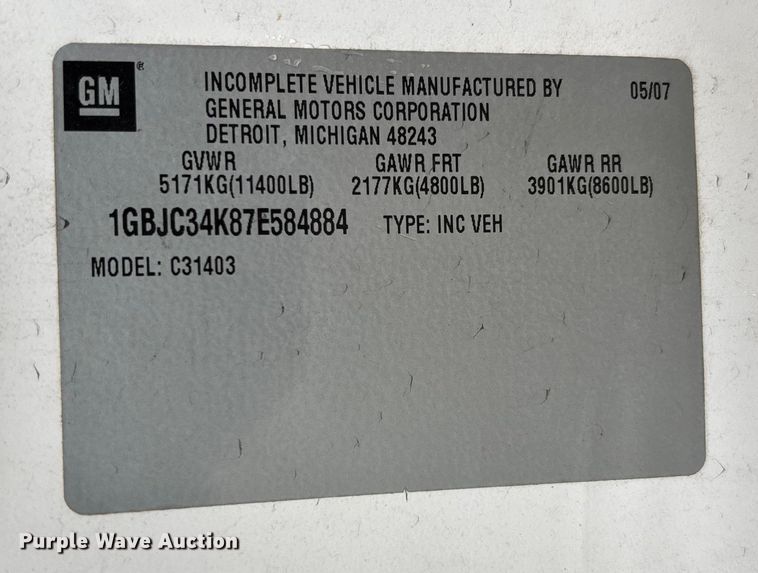 GM®
INCOMPLETE VEHICLE MANUFACTURED BY 05/07
GENERAL MOTORS CORPORATION
DETROIT, MICHIGAN 48243
GVWR GAWR FRT GAWR RR
5171KG(11400LB) 2177KG(4800LB) 3901KG(8600LB)
1GBJC34K87E584884 TYPE: INC VEH
MODEL: C31403
Purple Wave Auction